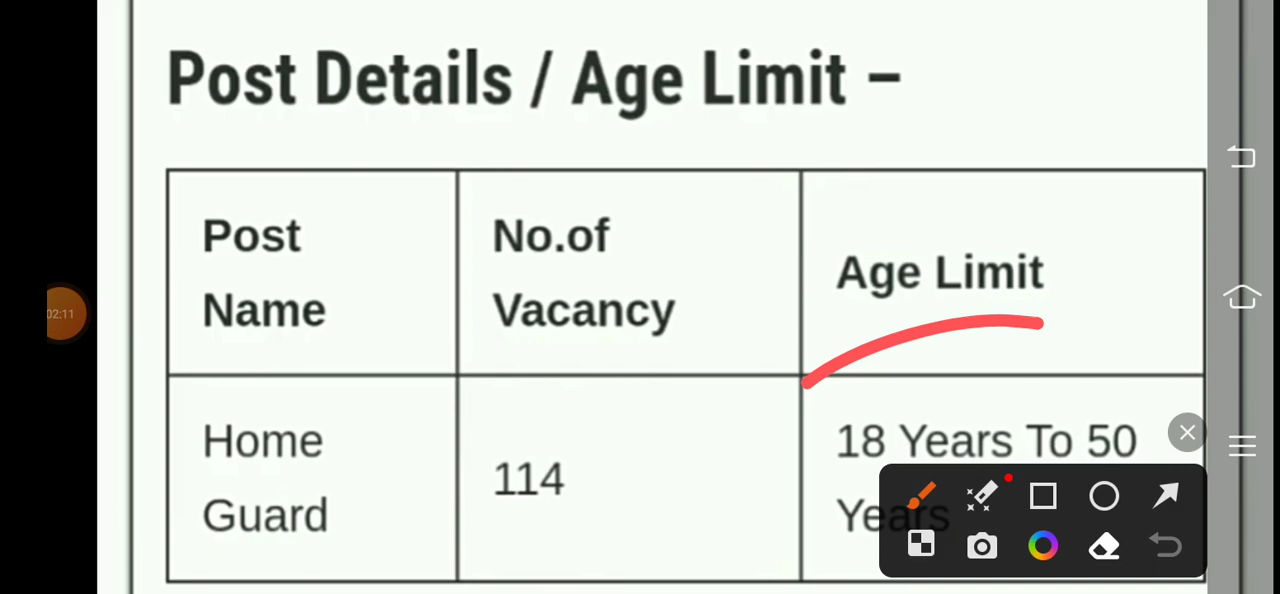 Post Details / Age Limit –
Post
Name
No.of
Vacancy
Age Limit
Home
Guard
114
18 Years To 50
Years
02:11